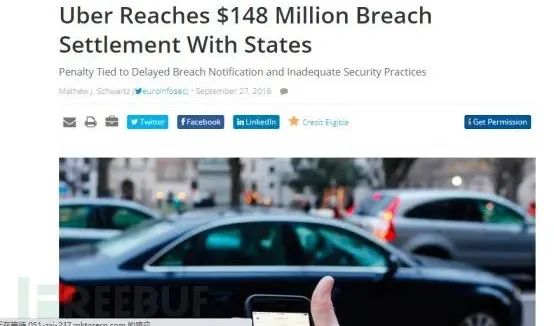 Uber Reaches $148 Million Breach
Settlement With States
Penalty Tied to Delayed Breach Notification and Inadequate Security Practices
Mathew J. Schwartz (euroinfosec) • September 27, 2018
Twitter
Facebook
LinkedIn
Credit Eligible
Get Permission
FREEBUF